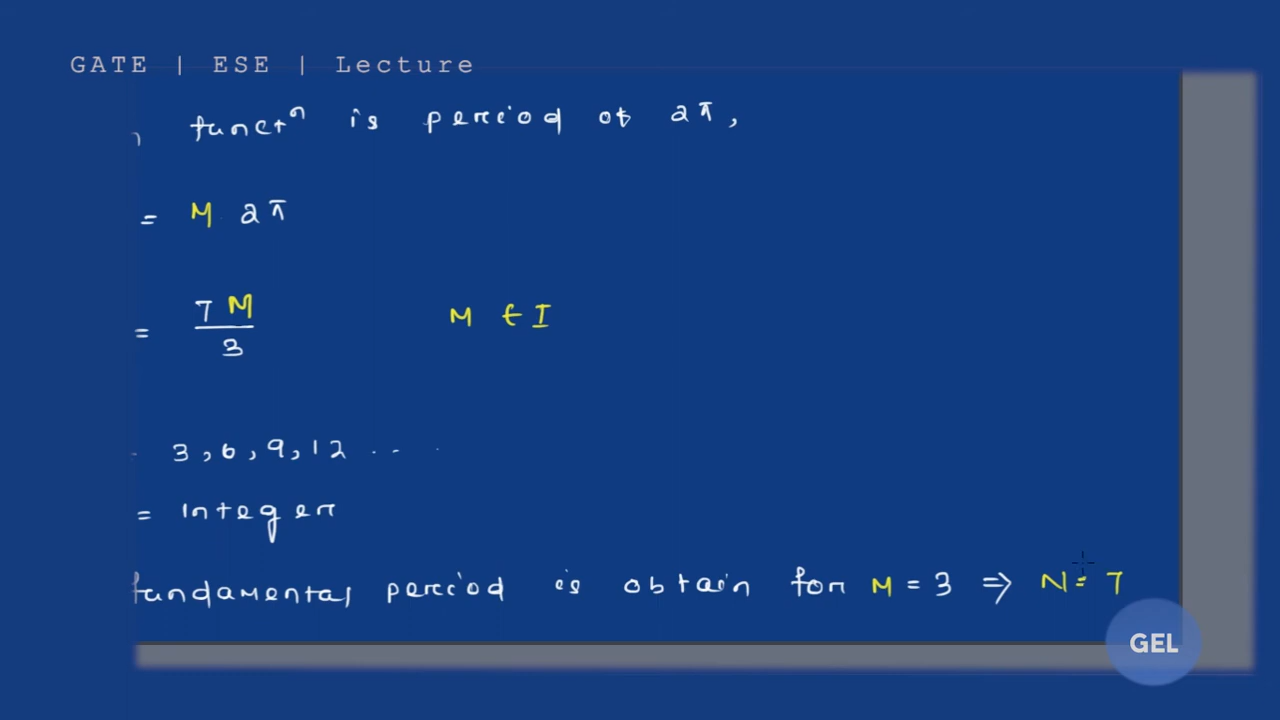 GATE | ESE | Lecture
functⁿ is period of 2π,
= M 2π
= 7M/3 M ∈ I
3, 6, 9, 12 ...
= Integer
fundamental period is obtain for M = 3 ⇒ N = 7
GEL